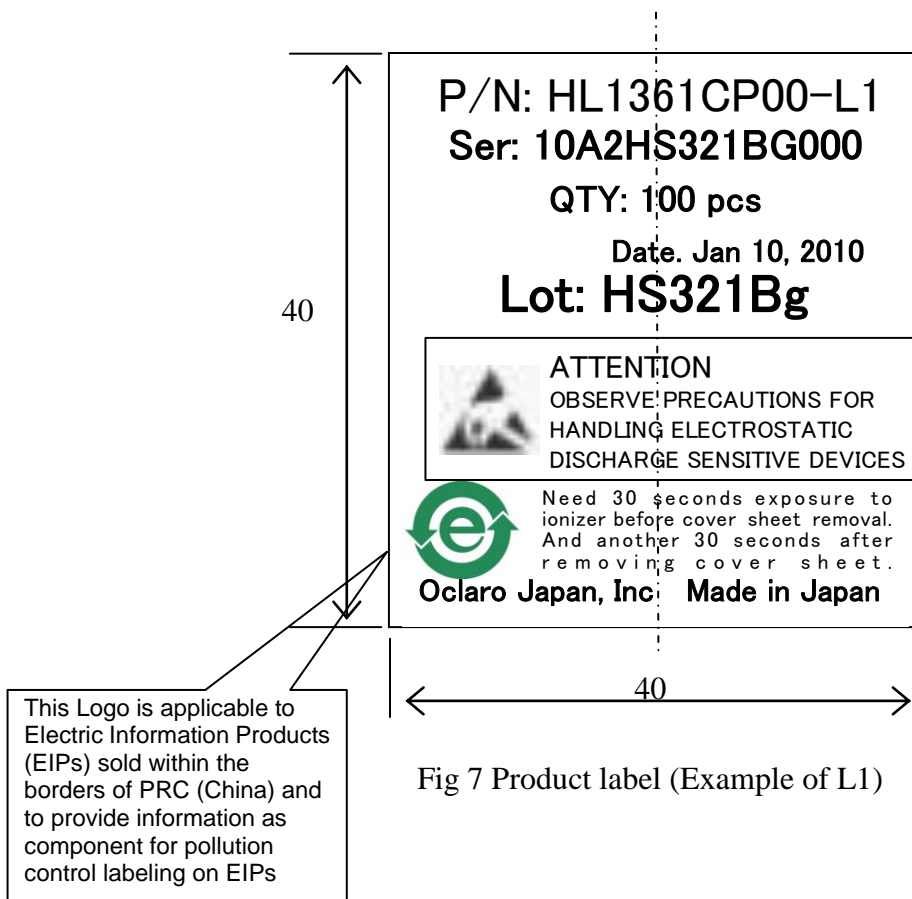 P/N: HL1361CP00-L1
Ser: 10A2HS321BG000
QTY: 100 pcs
Date. Jan 10, 2010
Lot: HS321Bg
40
ATTENTION
OBSERVE PRECAUTIONS FOR
HANDLING ELECTROSTATIC
DISCHARGE SENSITIVE DEVICES
e
Need 30 seconds exposure to
ionizer before cover sheet removal.
And another 30 seconds after
removing cover sheet.
Oclaro Japan, Inc Made in Japan
40
This Logo is applicable to
Electric Information Products
(EIPs) sold within the
borders of PRC (China) and
to provide information as
component for pollution
control labeling on EIPs
Fig 7 Product label (Example of L1)